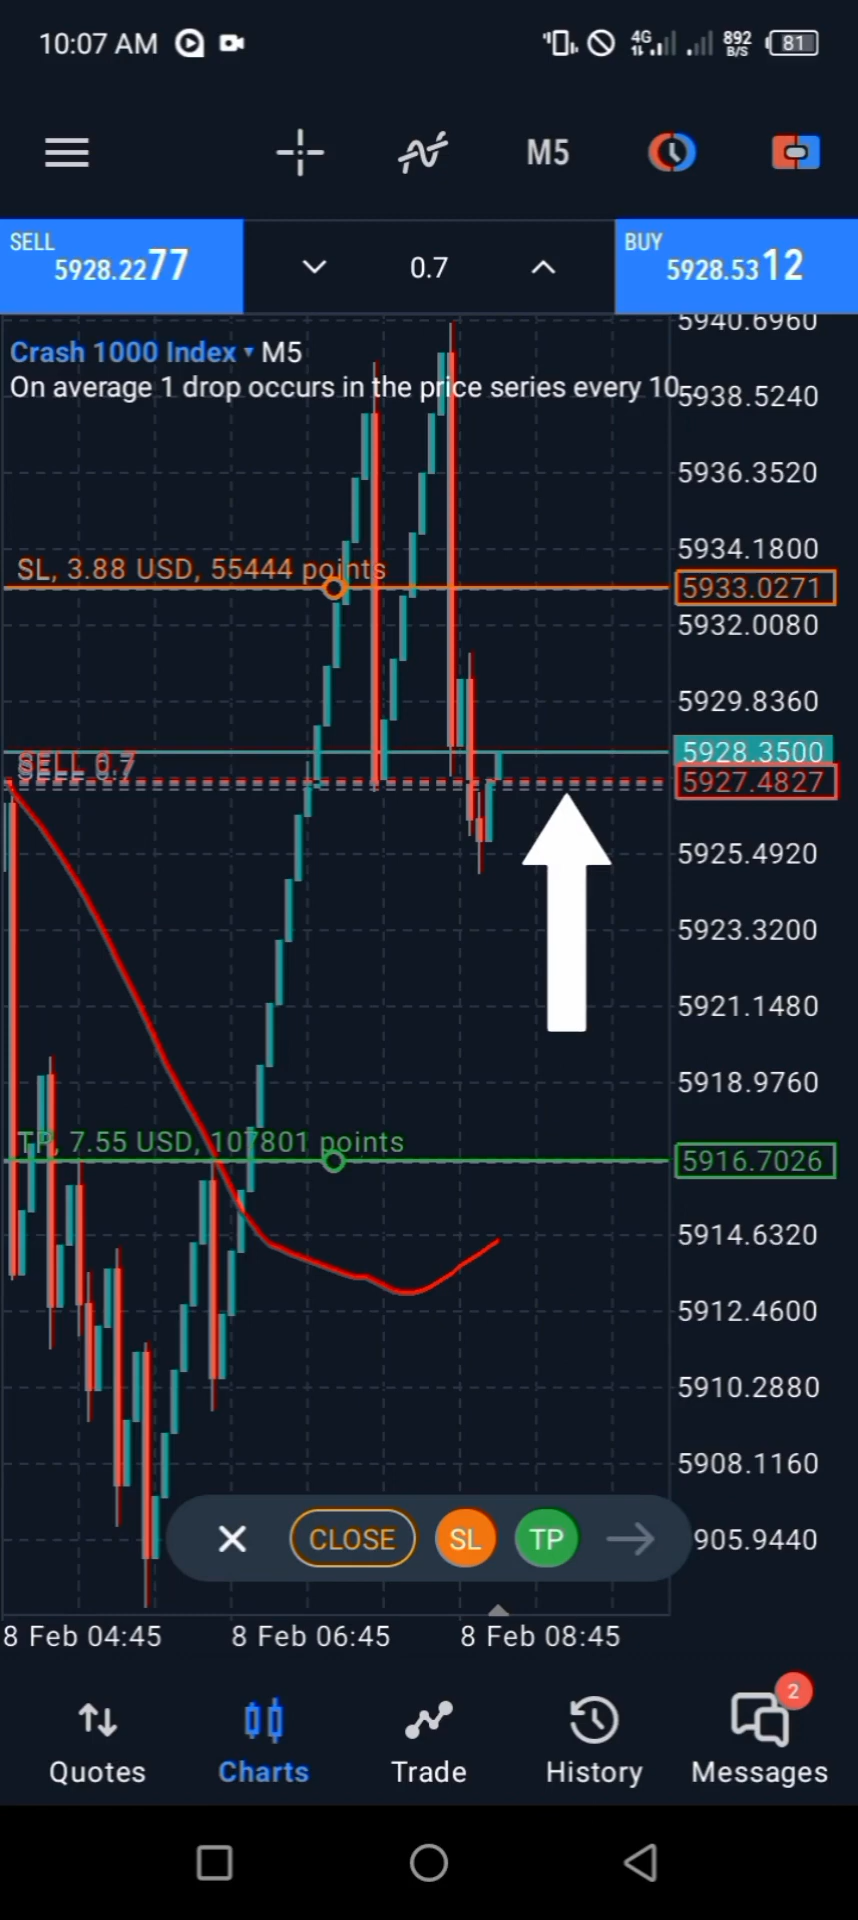 10:07 AM 4G 892 B/S 81
M5
SELL 5928.2277
0.7
BUY 5928.5312
5940.6960
Crash 1000 Index M5
On average 1 drop occurs in the price series every 10
5938.5240
5936.3520
5934.1800
SL, 3.88 USD, 55444 points
5933.0271
5932.0080
5929.8360
5928.3500
SELL 0.7
5927.4827
5925.4920
5923.3200
5921.1480
5918.9760
TP, 7.55 USD, 107801 points
5916.7026
5914.6320
5912.4600
5910.2880
5908.1160
CLOSE SL TP 905.9440
8 Feb 04:45 8 Feb 06:45 8 Feb 08:45
2
Quotes Charts Trade History Messages